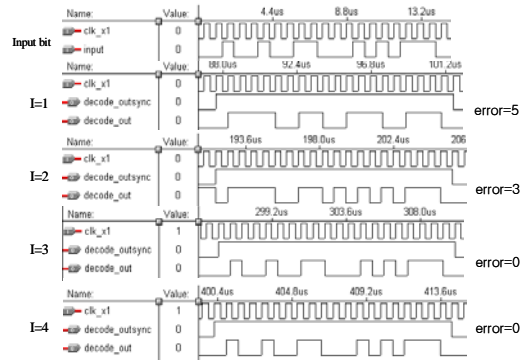 Name: Value: 4.4us 8.8us 13.2us
Input bit
clk_x1 0
input 0
Name: Value: 88.0us 92.4us 96.8us 101.2us
clk_x1 0
I=1
decode_outsync 0
decode_out 0
error=5
Name: Value: 193.6us 198.0us 202.4us 206
clk_x1 0
I=2
decode_outsync 0
decode_out 0
error=3
Name: Value: 299.2us 303.6us 308.0us
clk_x1 1
I=3
decode_outsync 0
decode_out 0
error=0
Name: Value: 400.4us 404.8us 409.2us 413.6us
clk_x1 1
I=4
decode_outsync 0
decode_out 0
error=0